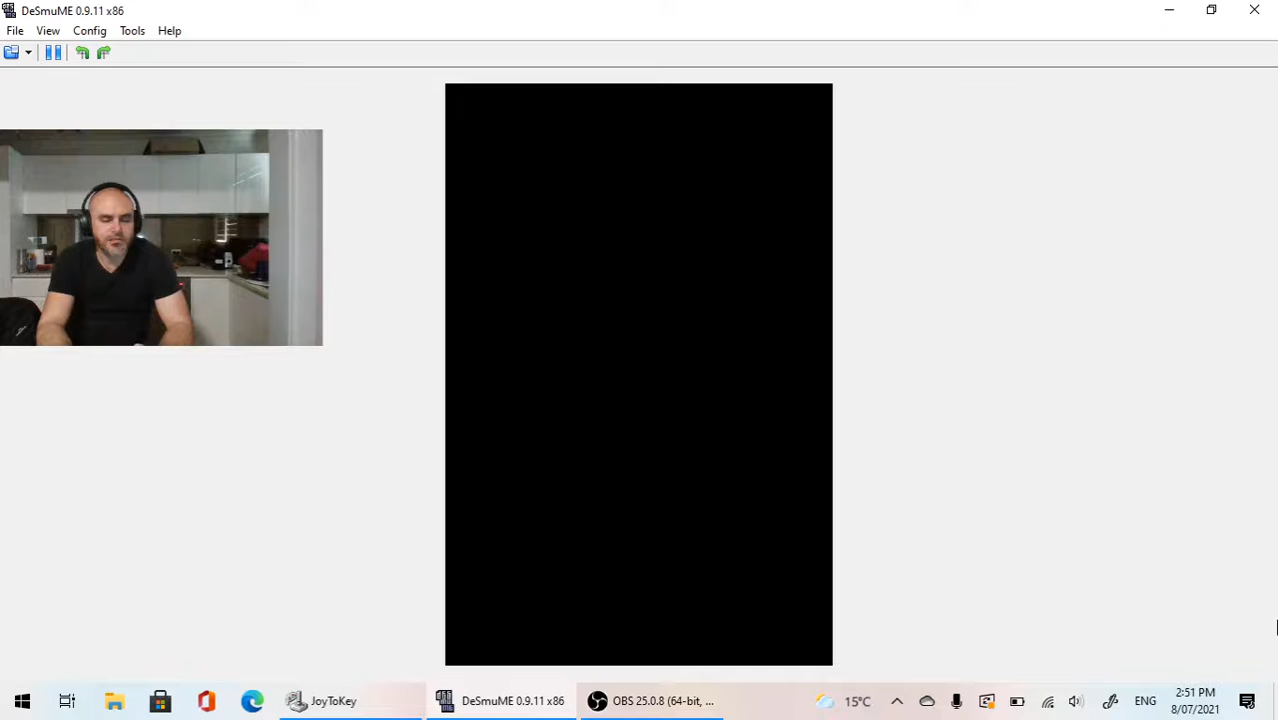 DeSmuME 0.9.11 x86
File View Config Tools Help
JoyToKey
DeSmuME 0.9.11 x86
OBS 25.0.8 (64-bit, ...
15°C
ENG
2:51 PM
8/07/2021